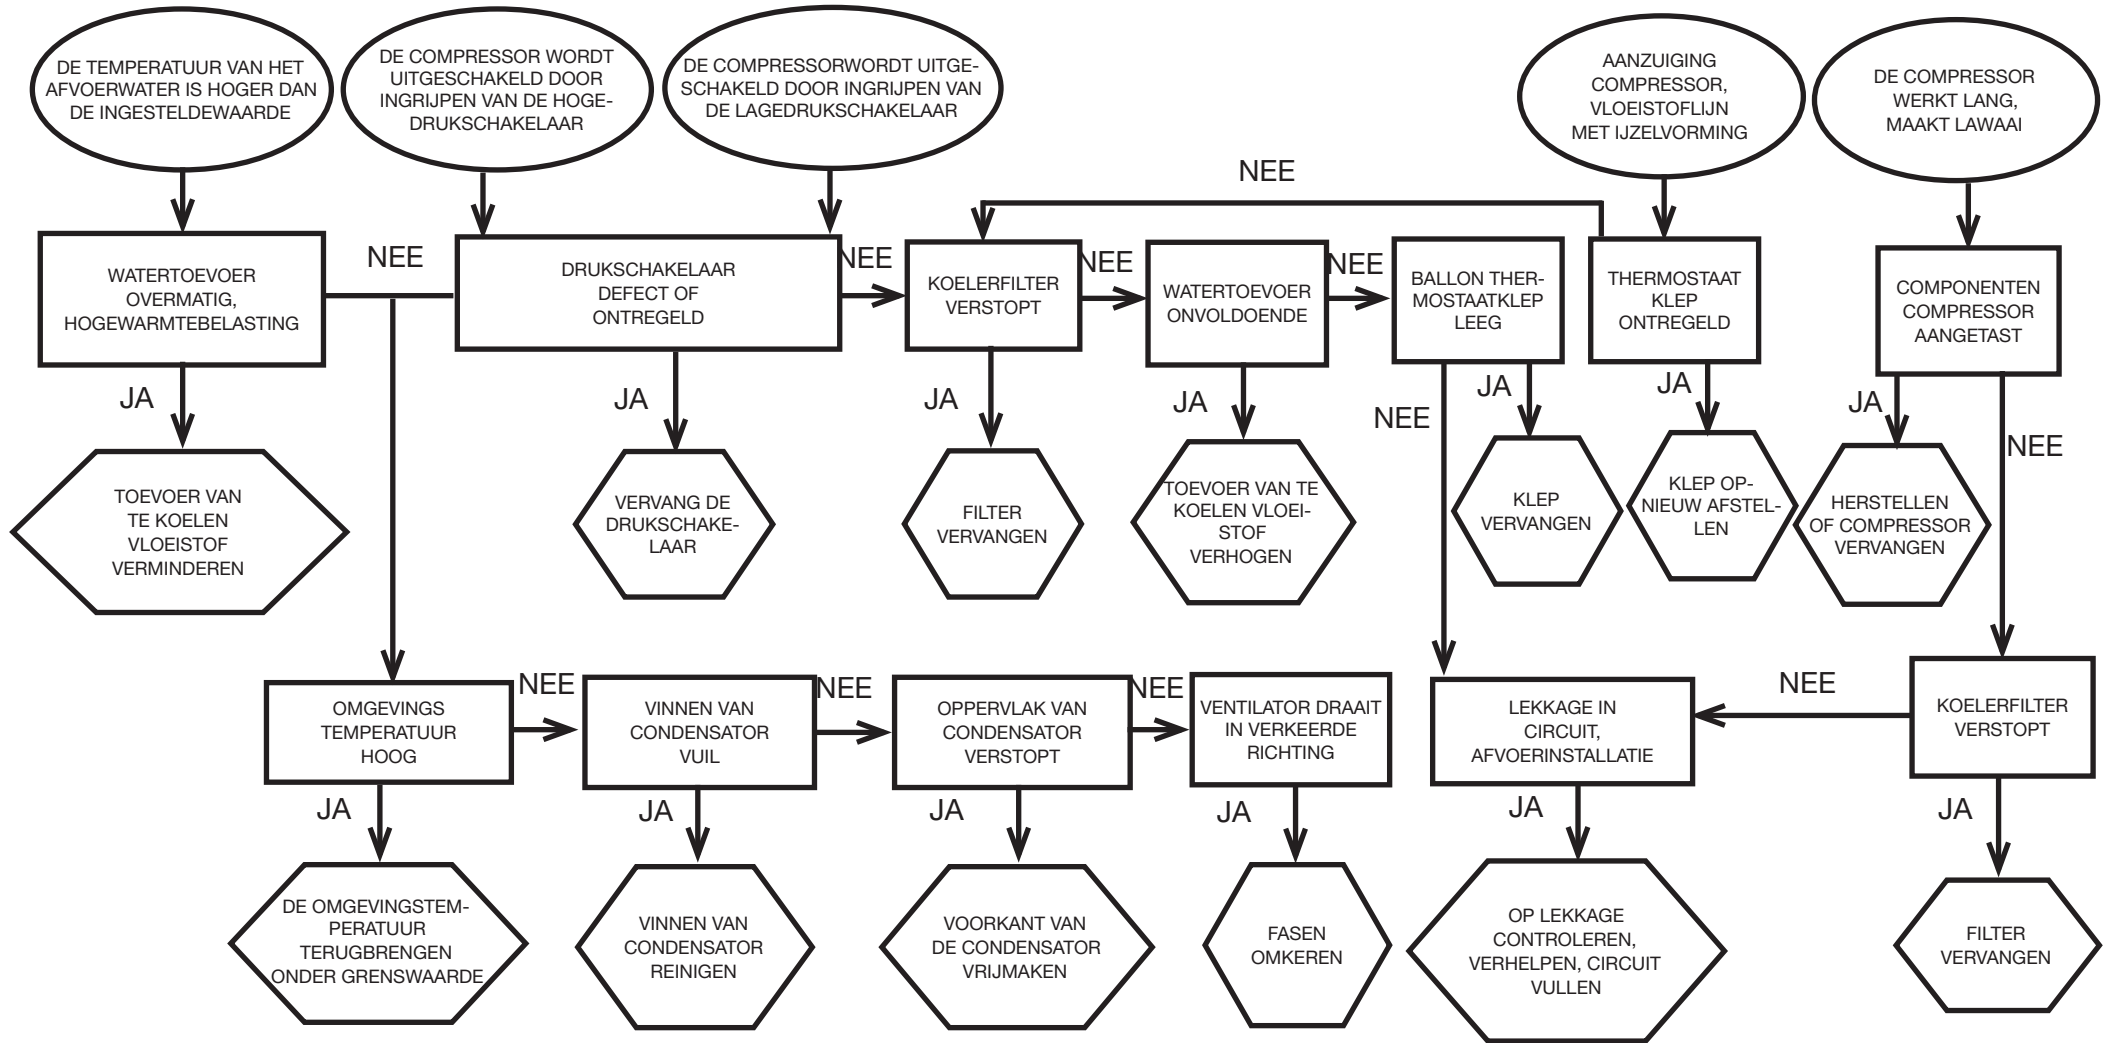 DE TEMPERATUUR VAN HET
AFVOERWATER IS HOGER DAN
DE INGESTELDEWAARDE
DE COMPRESSOR WORDT
UITGESCHAKELD DOOR
INGRIJPEN VAN DE HOGE-
DRUKSCHAKELAAR
DE COMPRESSORWORDT UITGE-
SCHAKELD DOOR INGRIJPEN VAN
DE LAGEDRUKSCHAKELAAR
AANZUIGING
COMPRESSOR,
VLOEISTOFLIJN
MET IJZELVORMING
DE COMPRESSOR
WERKT LANG,
MAAKT LAWAAI
NEE
WATERTOEVOER
OVERMATIG,
HOGEWARMTEBELASTING
NEE
DRUKSCHAKELAAR
DEFECT OF
ONTREGELD
NEE
KOELERFILTER
VERSTOPT
NEE
WATERTOEVOER
ONVOLDOENDE
NEE
BALLON THER-
MOSTAATKLEP
LEEG
THERMOSTAAT
KLEP
ONTREGELD
COMPONENTEN
COMPRESSOR
AANGETAST
JA
JA
JA
JA
NEE
JA
JA
JA
NEE
TOEVOER VAN
TE KOELEN
VLOEISTOF
VERMINDEREN
VERVANG DE
DRUKSCHAKE-
LAAR
FILTER
VERVANGEN
TOEVOER VAN TE
KOELEN VLOEI-
STOF
VERHOGEN
KLEP
VERVANGEN
KLEP OP-
NIEUW AFSTEL-
LEN
HERSTELLEN
OF COMPRESSOR
VERVANGEN
OMGEVINGS
TEMPERATUUR
HOOG
NEE
VINNEN VAN
CONDENSATOR
VUIL
NEE
OPPERVLAK VAN
CONDENSATOR
VERSTOPT
NEE
VENTILATOR DRAAIT
IN VERKEERDE
RICHTING
LEKKAGE IN
CIRCUIT,
AFVOERINSTALLATIE
NEE
KOELERFILTER
VERSTOPT
JA
JA
JA
JA
JA
JA
DE OMGEVINGSTEM-
PERATUUR
TERUGBRENGEN
ONDER GRENSWAARDE
VINNEN VAN
CONDENSATOR
REINIGEN
VOORKANT VAN
DE CONDENSATOR
VRIJMAKEN
FASEN
OMKEREN
OP LEKKAGE
CONTROLEREN,
VERHELPEN, CIRCUIT
VULLEN
FILTER
VERVANGEN